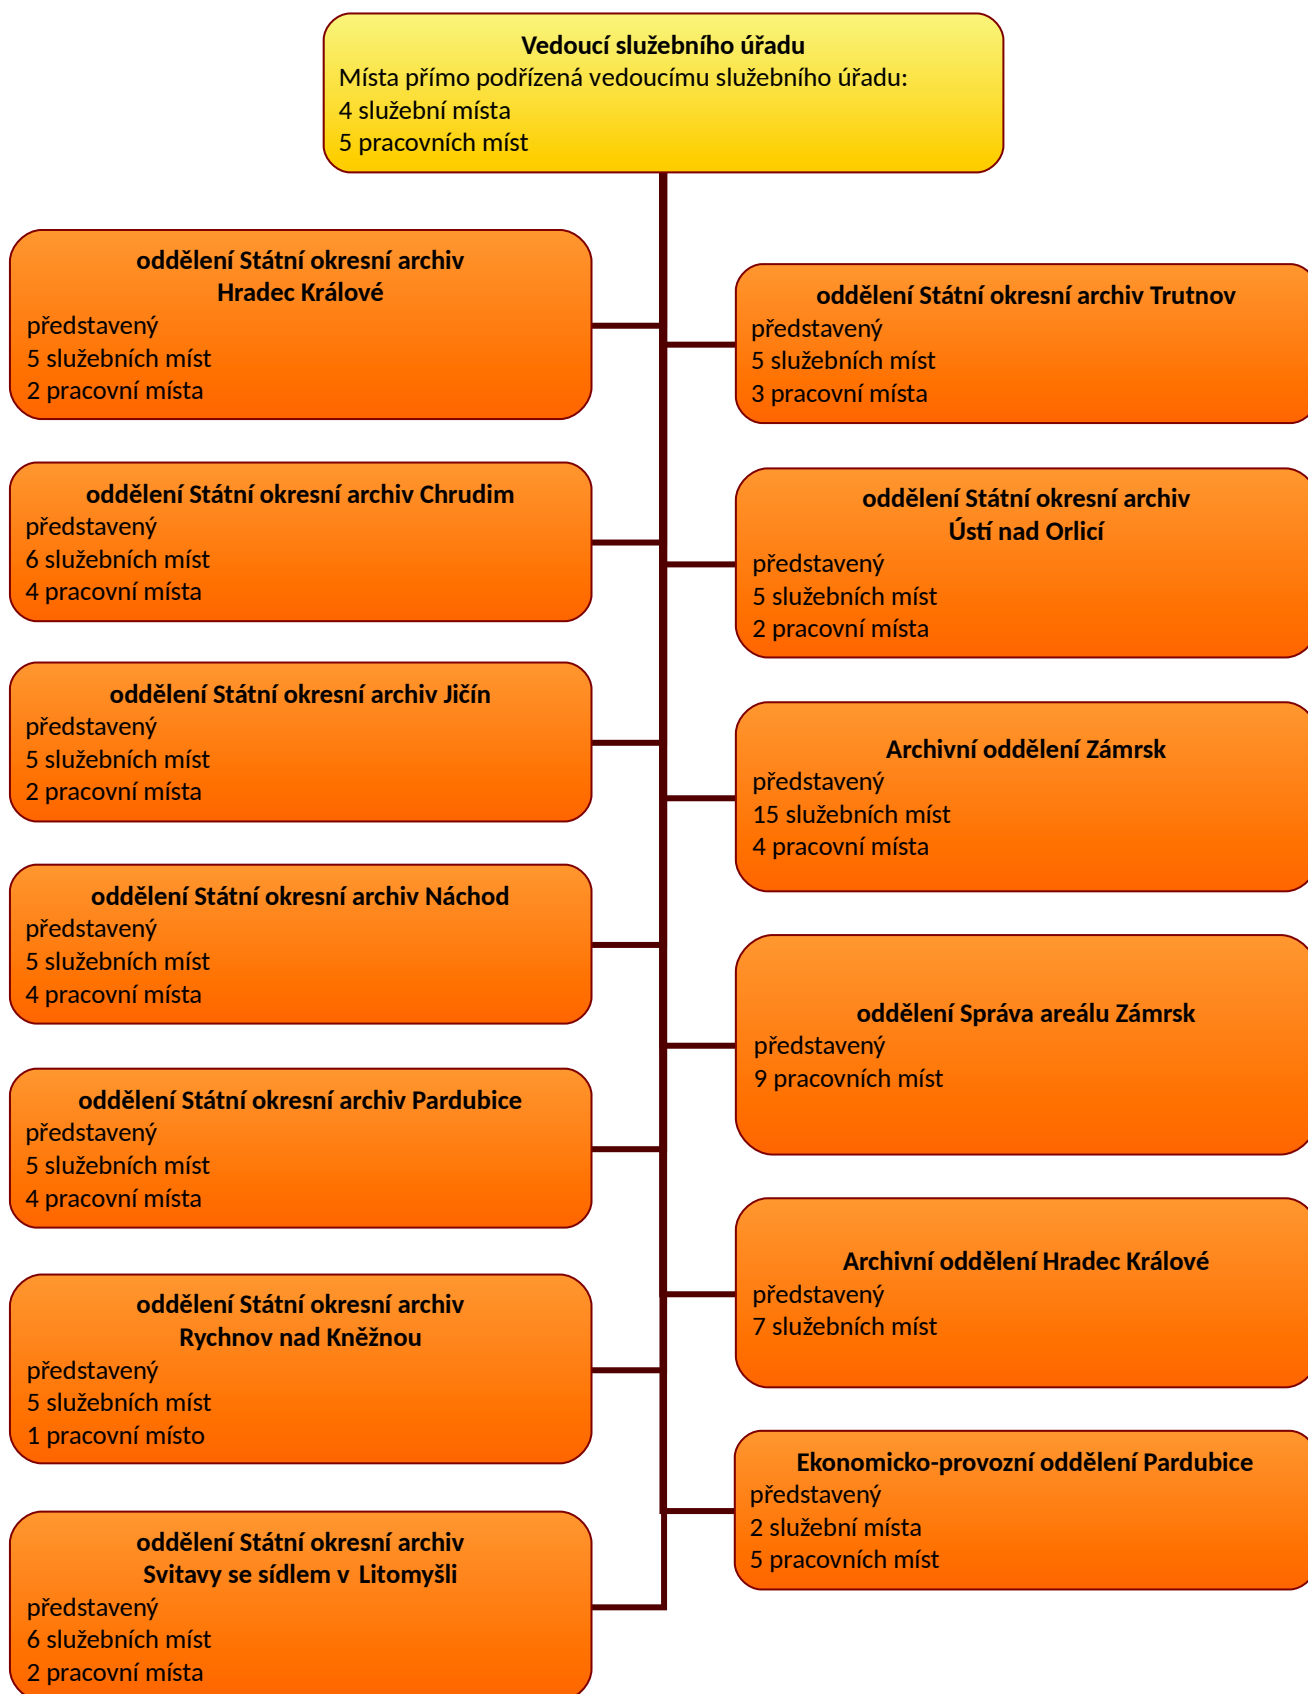 Vedoucí služebního úřadu
Místa přímo podřízená vedoucímu služebního úřadu:
4 služební místa
5 pracovních míst
oddělení Státní okresní archiv
Hradec Králové
představený
5 služebních míst
2 pracovní místa
oddělení Státní okresní archiv Chrudim
představený
6 služebních míst
4 pracovní místa
oddělení Státní okresní archiv Jičín
představený
5 služebních míst
2 pracovní místa
oddělení Státní okresní archiv Náchod
představený
5 služebních míst
4 pracovní místa
oddělení Státní okresní archiv Pardubice
představený
5 služebních míst
4 pracovní místa
oddělení Státní okresní archiv
Rychnov nad Kněžnou
představený
5 služebních míst
1 pracovní místo
oddělení Státní okresní archiv
Svitavy se sídlem v Litomyšli
představený
6 služebních míst
2 pracovní místa
oddělení Státní okresní archiv Trutnov
představený
5 služebních míst
3 pracovní místa
oddělení Státní okresní archiv
Ústí nad Orlicí
představený
5 služebních míst
2 pracovní místa
Archivní oddělení Zámrsk
představený
15 služebních míst
4 pracovní místa
oddělení Správa areálu Zámrsk
představený
9 pracovních míst
Archivní oddělení Hradec Králové
představený
7 služebních míst
Ekonomicko-provozní oddělení Pardubice
představený
2 služební místa
5 pracovních míst